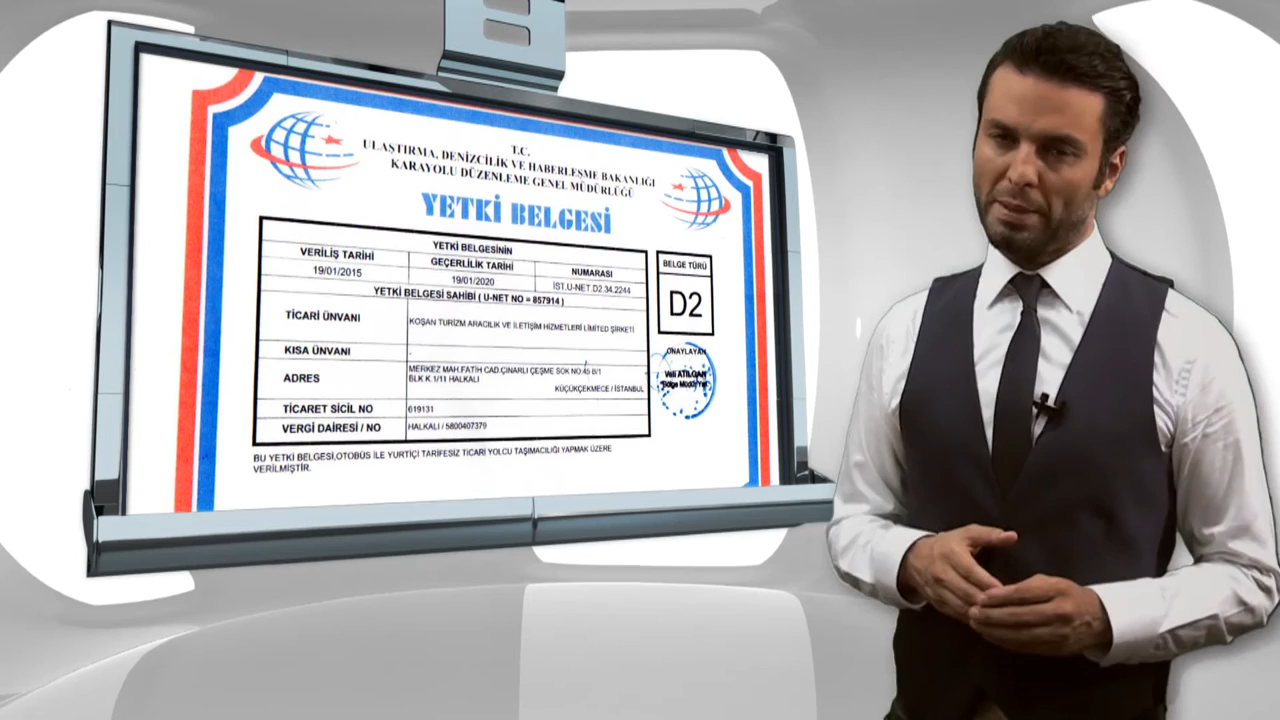 T.C.
ULAŞTIRMA, DENİZCİLİK VE HABERLEŞME BAKANLIĞI
KARAYOLU DÜZENLEME GENEL MÜDÜRLÜĞÜ
YETKİ BELGESİ
YETKİ BELGESİNİN
VERİLİŞ TARİHİ
GEÇERLİLİK TARİHİ
NUMARASI
19/01/2015
19/01/2020
İST.U-NET.D2.34.2244
YETKİ BELGESİ SAHİBİ ( U-NET NO = 857914 )
TİCARİ ÜNVANI
KOŞAN TURİZM ARACILIK VE İLETİŞİM HİZMETLERİ LİMİTED ŞİRKETİ
KISA ÜNVANI
.
ADRES
MERKEZ MAH.FATİH CAD.ÇINARLI ÇEŞME SOK NO:45 B/1
BLK K.1/11 HALKALI
KÜÇÜKÇEKMECE / İSTANBUL
TİCARET SİCİL NO
619131
VERGİ DAİRESİ / NO
HALKALI / 5800407379
BELGE TÜRÜ
D2
ONAYLAYAN
Veli ATILGAN
BU YETKİ BELGESİ,OTOBÜS İLE YURTİÇİ TARİFESİZ TİCARİ YOLCU TAŞIMACILIĞI YAPMAK ÜZERE
VERİLMİŞTİR.